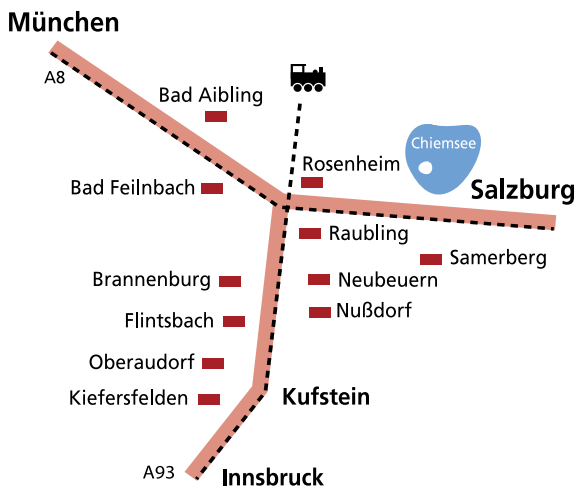 München
A8
Bad Aibling
Chiemsee
Rosenheim
Bad Feilnbach
Salzburg
Raubling
Samerberg
Brannenburg
Neubeuern
Nußdorf
Flintsbach
Oberaudorf
Kiefersfelden
Kufstein
A93
Innsbruck